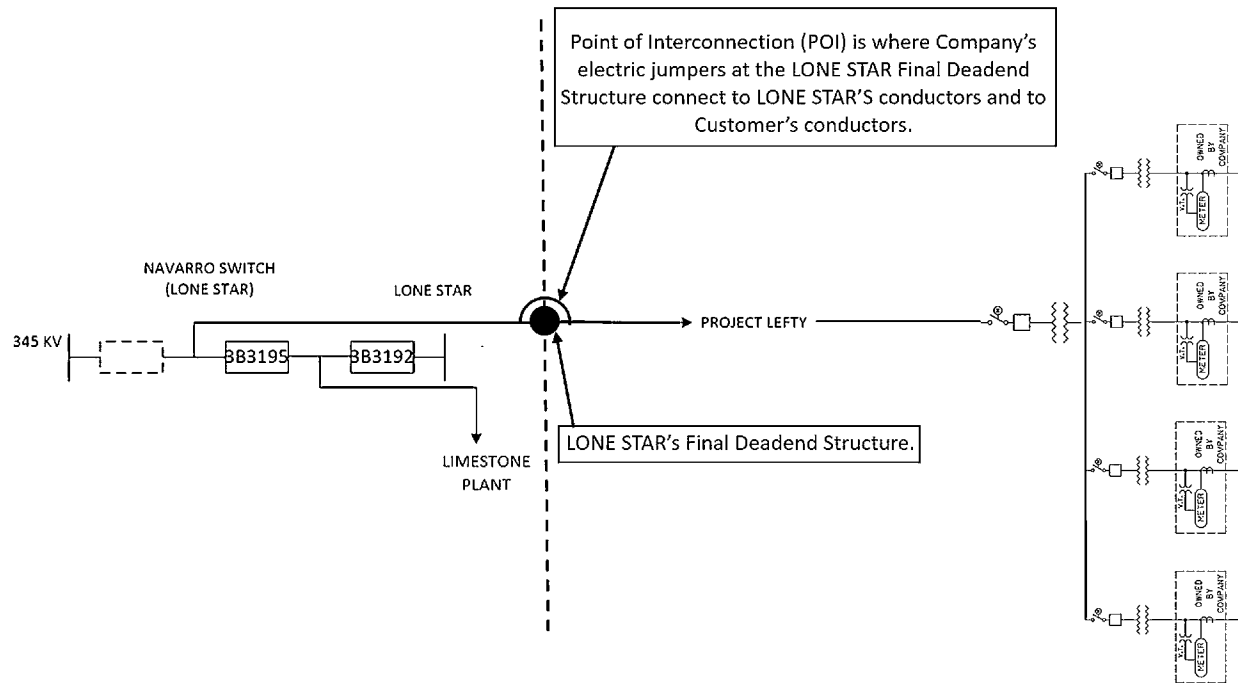 Point of Interconnection (POI) is where Company's
electric jumpers at the LONE STAR Final Deadend
Structure connect to LONE STAR'S conductors and to
Customer's conductors.
NAVARRO SWITCH
(LONE STAR)
LONE STAR
345 KV
3B3195
3B3192
PROJECT LEFTY
LIMESTONE
PLANT
LONE STAR's Final Deadend Structure.
OWNED
BY
COMPANY
V.T.
METER
OWNED
BY
COMPANY
V.T.
METER
OWNED
BY
COMPANY
V.T.
METER
OWNED
BY
COMPANY
V.T.
METER